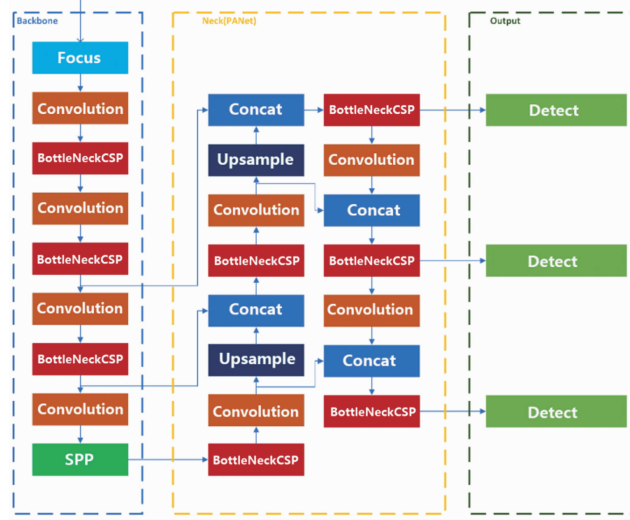 Backbone
Neck(PANet)
Output
Focus
Convolution
BottleNeckCSP
Convolution
BottleNeckCSP
Convolution
BottleNeckCSP
Convolution
SPP
Concat
Upsample
Convolution
BottleNeckCSP
Concat
Upsample
Convolution
BottleNeckCSP
BottleNeckCSP
Convolution
Concat
BottleNeckCSP
Convolution
Concat
BottleNeckCSP
Detect
Detect
Detect